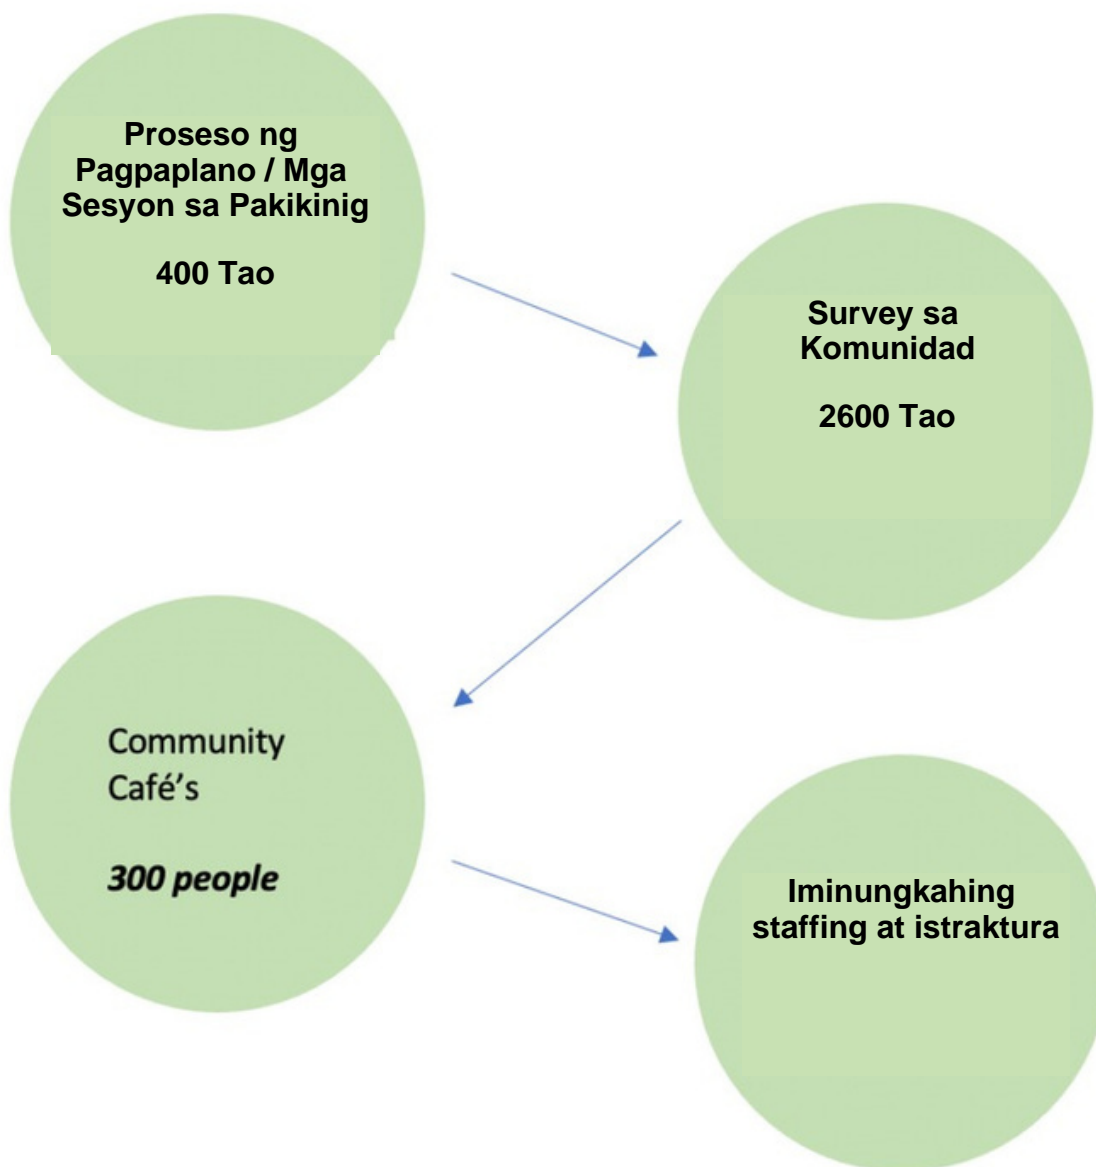 Proseso ng
Pagpaplano / Mga
Sesyon sa Pakikinig
400 Tao
Survey sa
Komunidad
2600 Tao
Community
Café's
300 people
Iminungkahing
staffing at istraktura